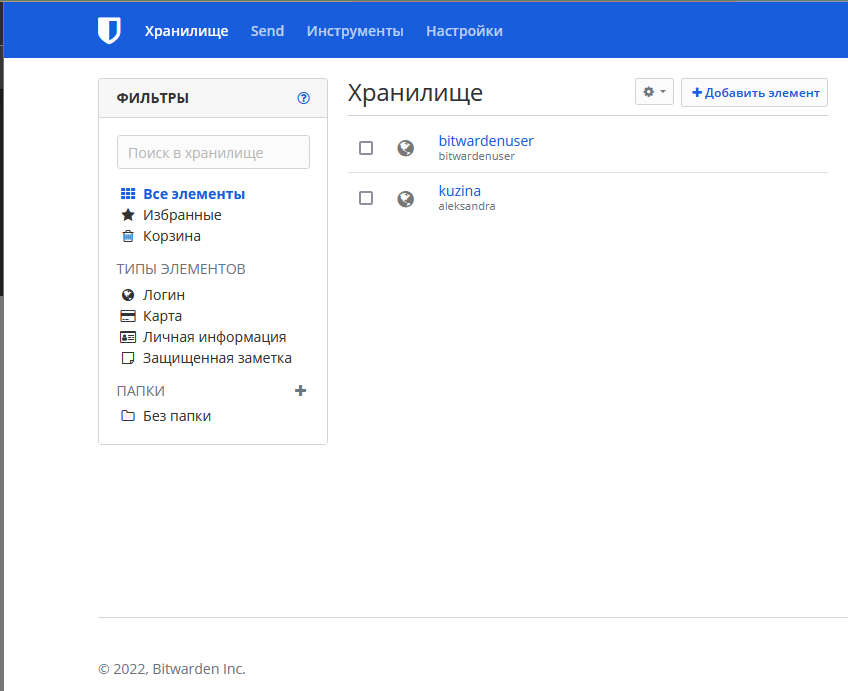 Хранилище Send Инструменты Настройки
ФИЛЬТРЫ
Поиск в хранилище
Все элементы
Избранные
Корзина
ТИПЫ ЭЛЕМЕНТОВ
Логин
Карта
Личная информация
Защищенная заметка
ПАПКИ
Без папки
Хранилище
Добавить элемент
bitwardenuser
bitwardenuser
kuzina
aleksandra
© 2022, Bitwarden Inc.